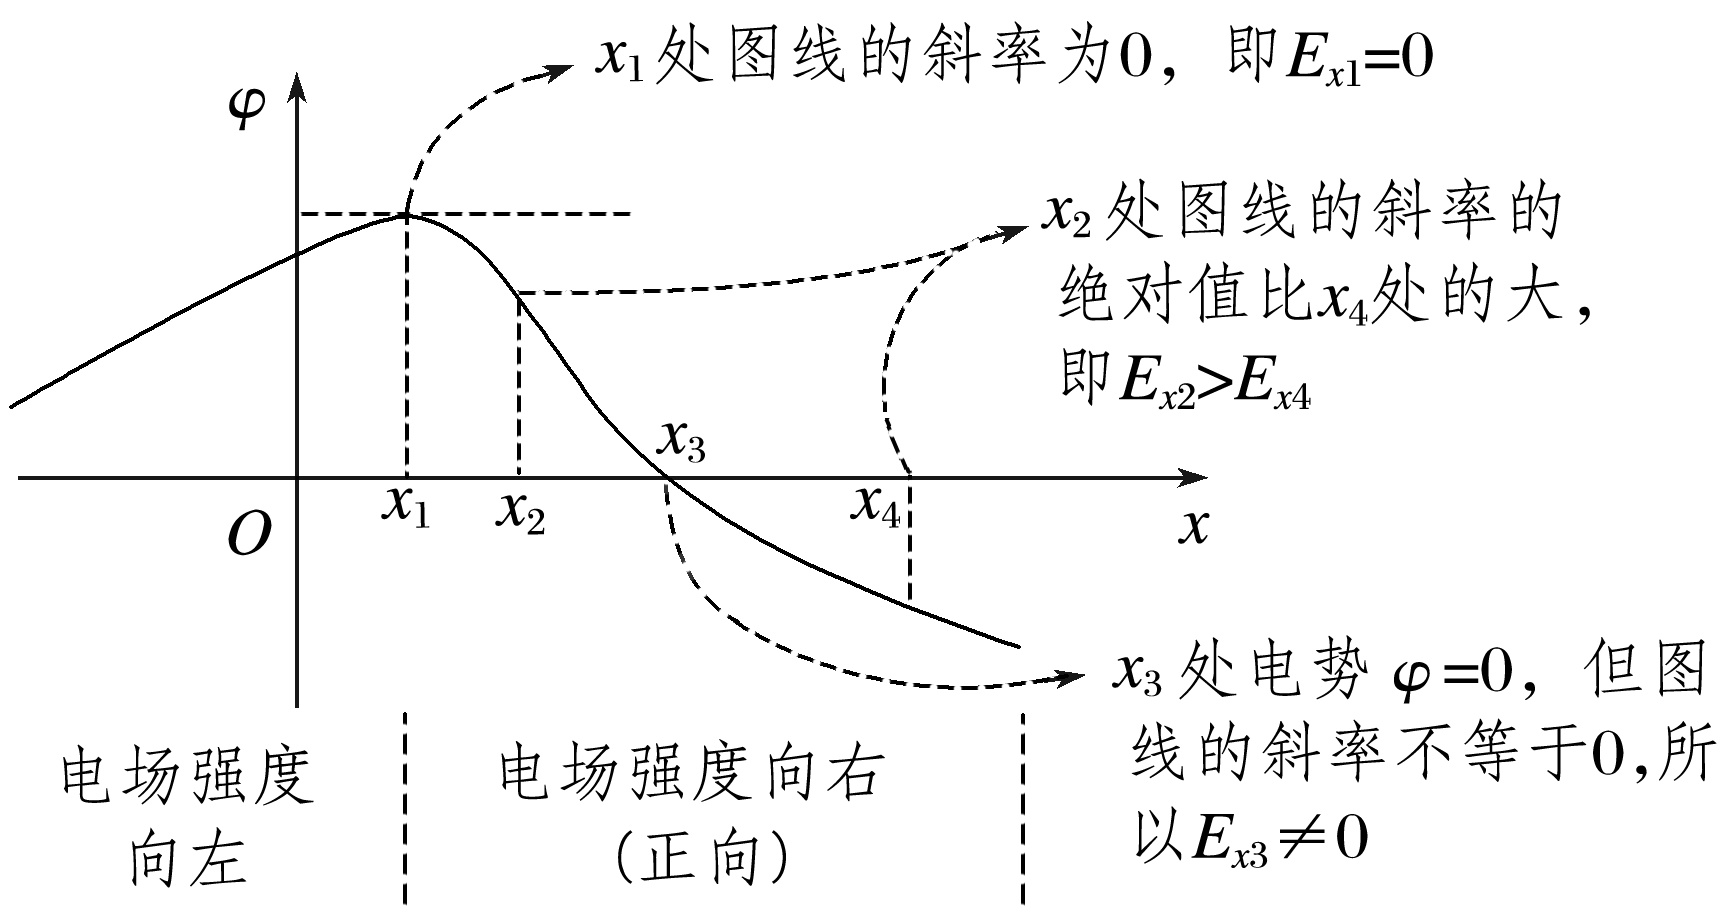 x₁处图线的斜率为0，即Eₓ₁=0
φ
x₂处图线的斜率的
绝对值比x₄处的大，
即Eₓ₂>Eₓ₄
x₃
O
x₁
x₂
x₄
x
x₃处电势φ=0，但图
线的斜率不等于0,所
以Eₓ₃≠0
电场强度
向左
电场强度向右
(正向)